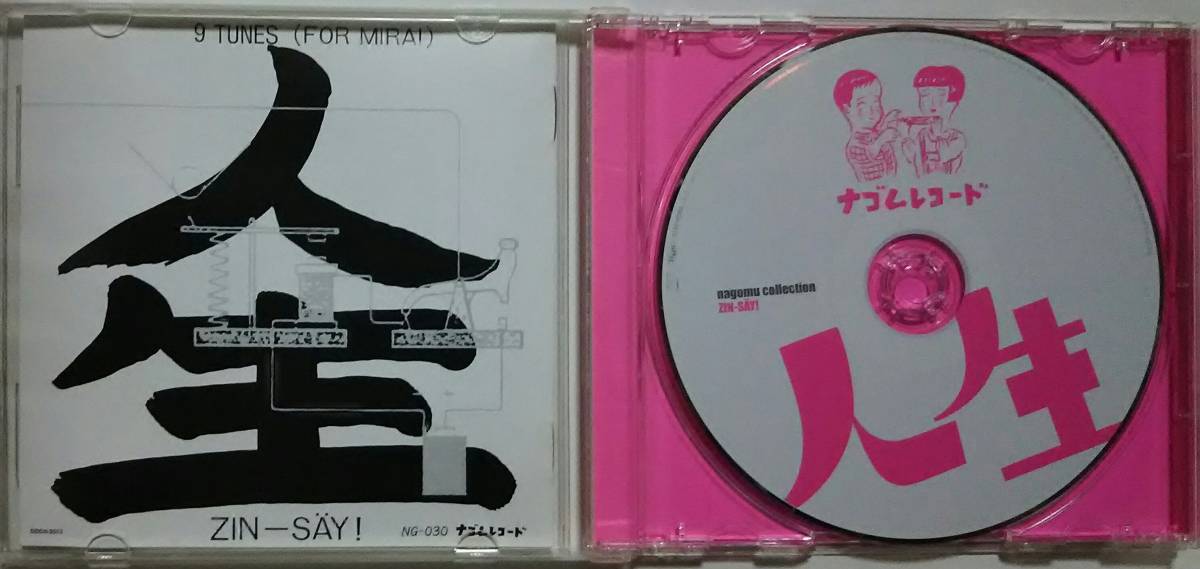 9 TUNES (FOR MIRAI)
人生
ZIN-SÄY!
NG-030 ナゴムレコード
ナゴムレコード
nagomu collection
ZIN-SÄY!
人生